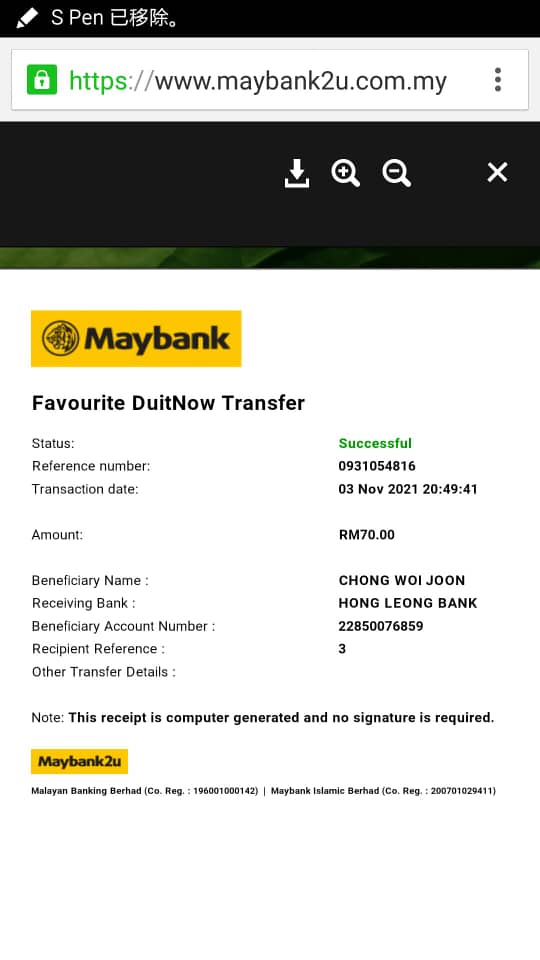 S Pen 已移除。
https://www.maybank2u.com.my
Maybank
Favourite DuitNow Transfer
Status: Successful
Reference number: 0931054816
Transaction date: 03 Nov 2021 20:49:41
Amount: RM70.00
Beneficiary Name : CHONG WOI JOON
Receiving Bank : HONG LEONG BANK
Beneficiary Account Number : 22850076859
Recipient Reference : 3
Other Transfer Details :
Note: This receipt is computer generated and no signature is required.
Maybank2u
Malayan Banking Berhad (Co. Reg. : 196001000142) | Maybank Islamic Berhad (Co. Reg. : 200701029411)